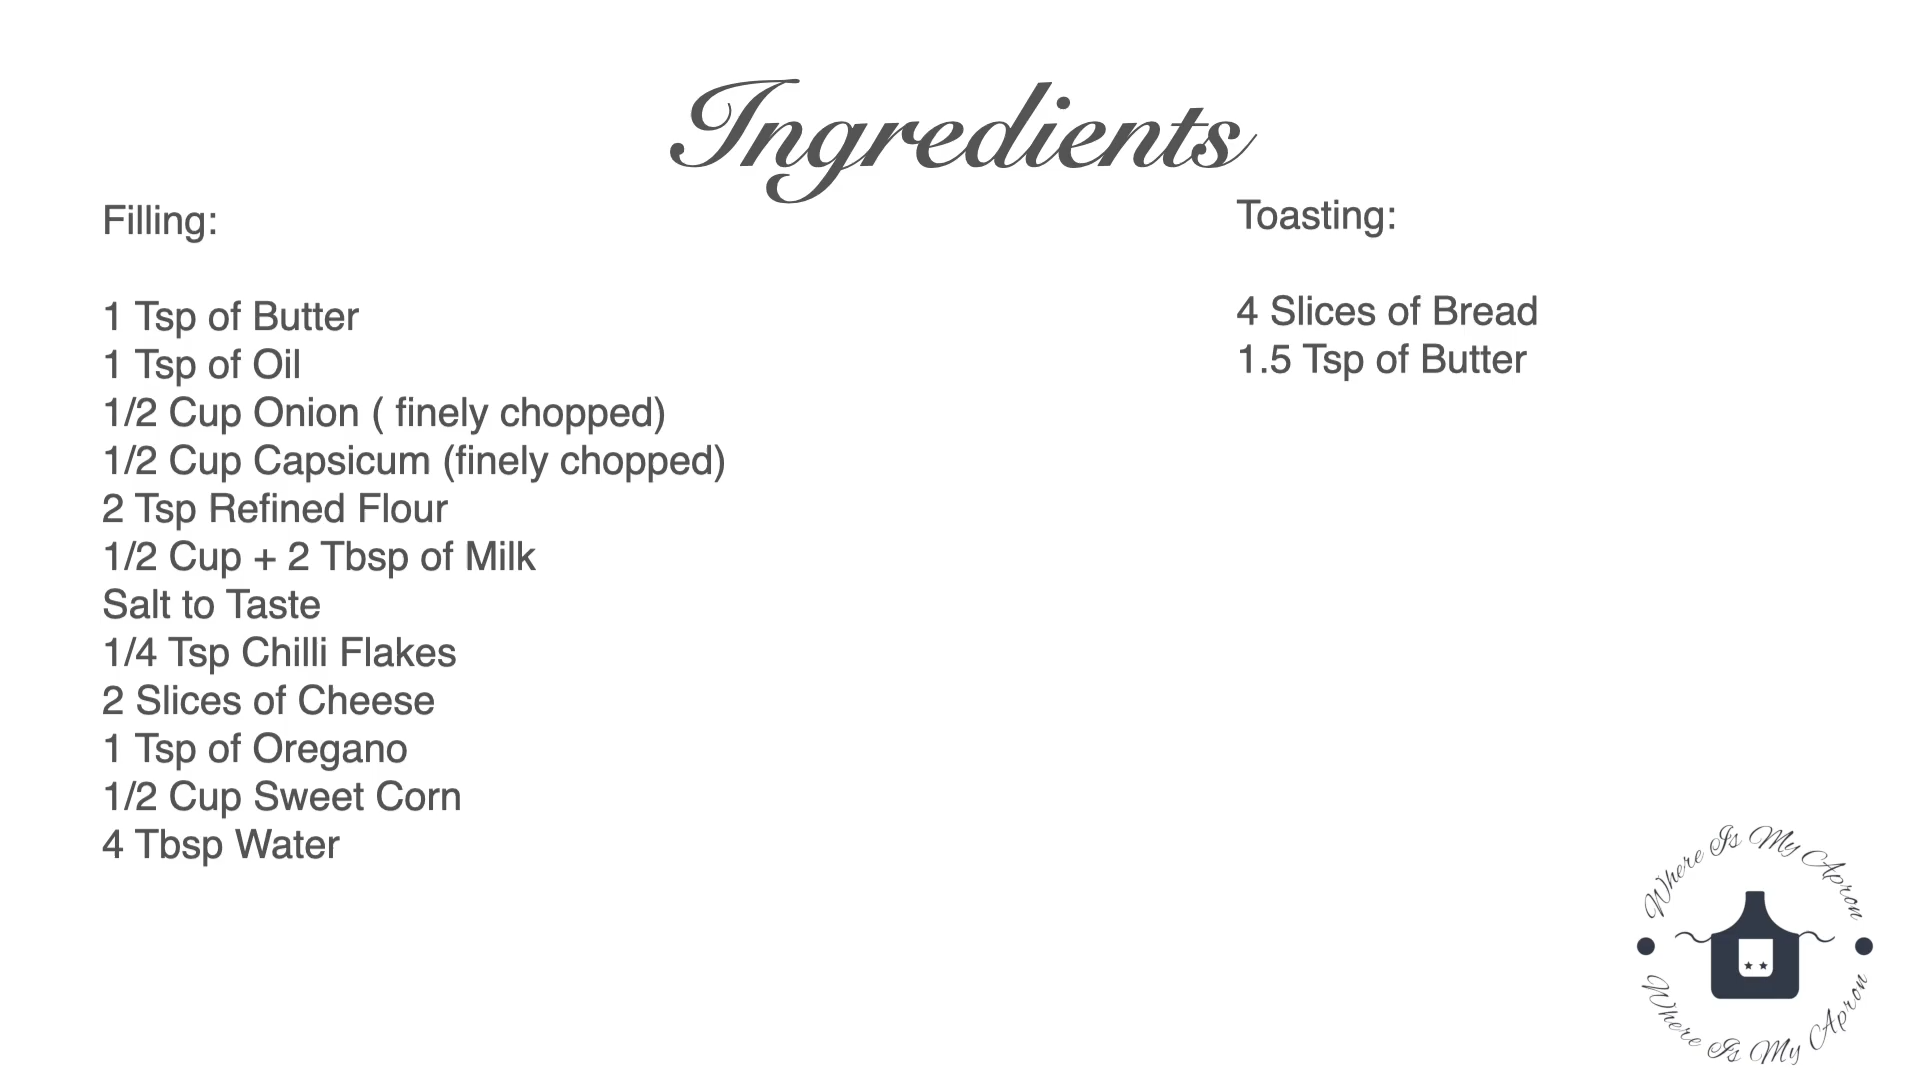 Ingredients
Filling:
1 Tsp of Butter
1 Tsp of Oil
1/2 Cup Onion ( finely chopped)
1/2 Cup Capsicum (finely chopped)
2 Tsp Refined Flour
1/2 Cup + 2 Tbsp of Milk
Salt to Taste
1/4 Tsp Chilli Flakes
2 Slices of Cheese
1 Tsp of Oregano
1/2 Cup Sweet Corn
4 Tbsp Water
Toasting:
4 Slices of Bread
1.5 Tsp of Butter
Where Is My Apron
Where Is My Apron